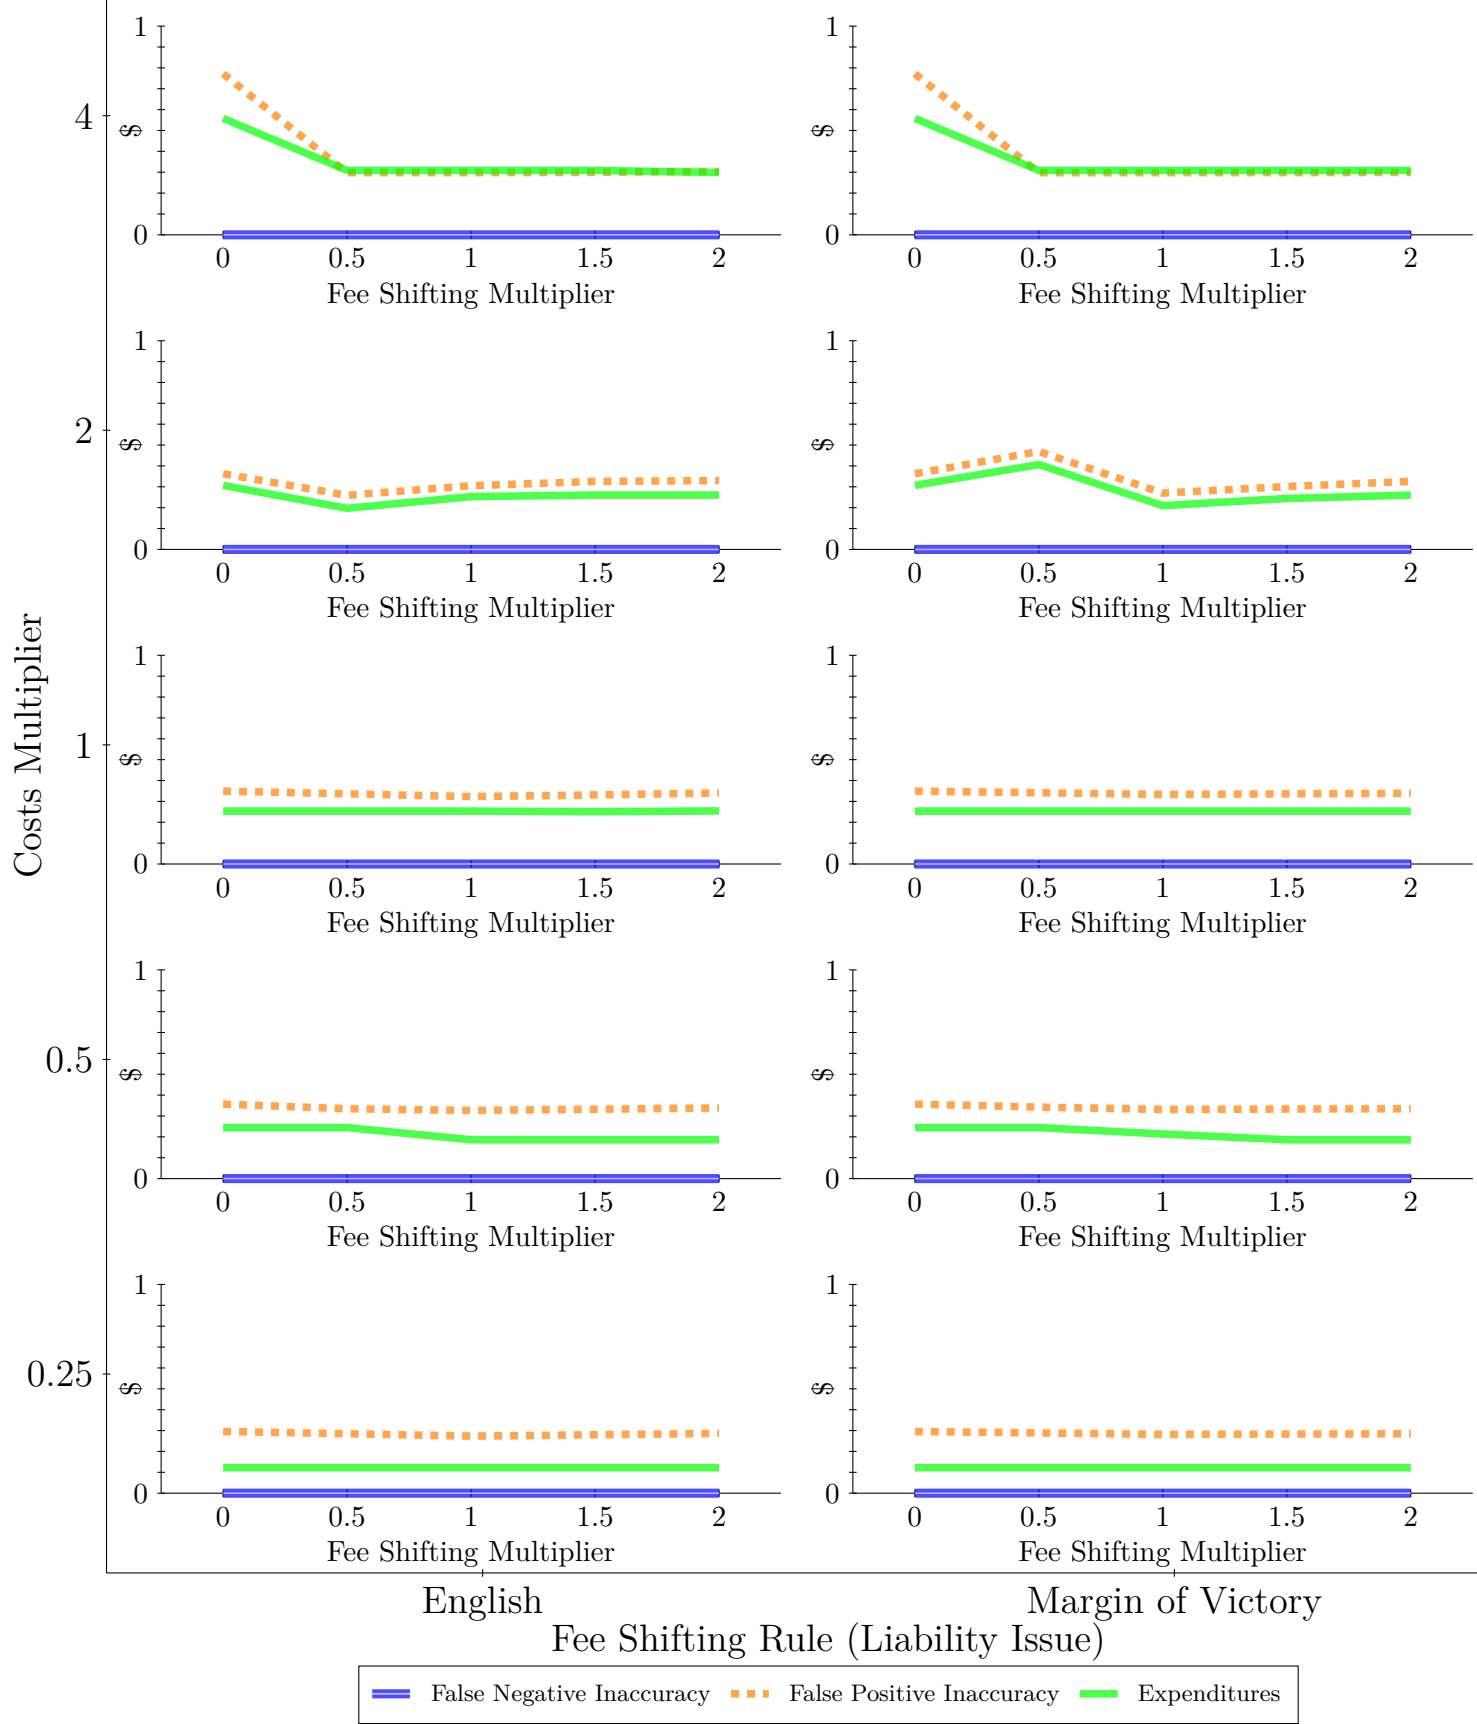 Costs Multiplier
4
1
$
0
0 0.5 1 1.5 2
Fee Shifting Multiplier
1
$
0
0 0.5 1 1.5 2
Fee Shifting Multiplier
2
1
$
0
0 0.5 1 1.5 2
Fee Shifting Multiplier
1
$
0
0 0.5 1 1.5 2
Fee Shifting Multiplier
1
1
$
0
0 0.5 1 1.5 2
Fee Shifting Multiplier
1
$
0
0 0.5 1 1.5 2
Fee Shifting Multiplier
0.5
1
$
0
0 0.5 1 1.5 2
Fee Shifting Multiplier
1
$
0
0 0.5 1 1.5 2
Fee Shifting Multiplier
0.25
1
$
0
0 0.5 1 1.5 2
Fee Shifting Multiplier
1
$
0
0 0.5 1 1.5 2
Fee Shifting Multiplier
English
Margin of Victory
Fee Shifting Rule (Liability Issue)
False Negative Inaccuracy
False Positive Inaccuracy
Expenditures